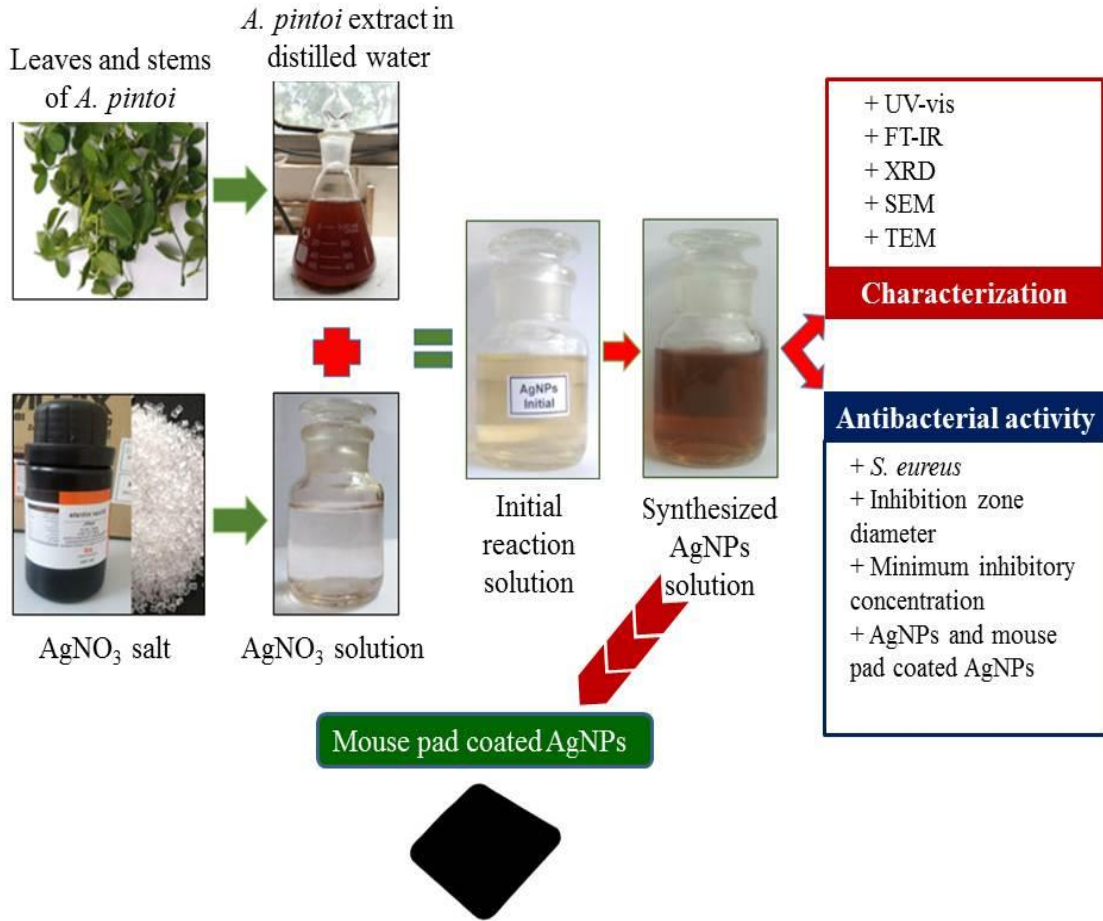 Leaves and stems
of A. pintoi
A. pintoi extract in
distilled water
AgNO₃ salt
AgNO₃ solution
AgNPs
Initial
Initial
reaction
solution
Synthesized
AgNPs
solution
+ UV-vis
+ FT-IR
+ XRD
+ SEM
+ TEM
Characterization
Antibacterial activity
+ S. eureus
+ Inhibition zone
diameter
+ Minimum inhibitory
concentration
+ AgNPs and mouse
pad coated AgNPs
Mouse pad coated AgNPs